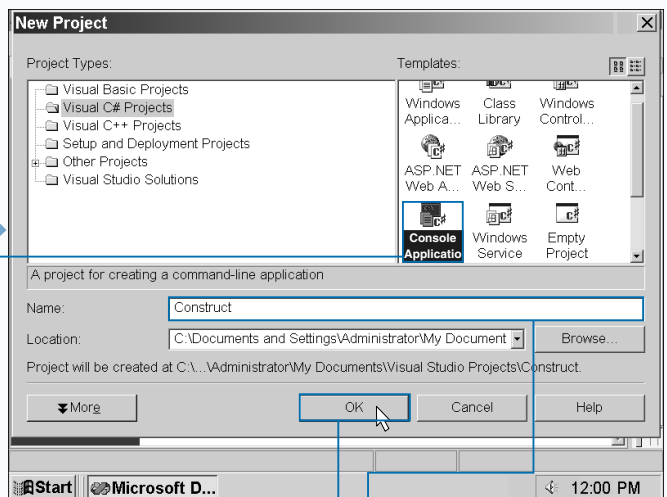 New Project
Project Types:
Templates:
Visual Basic Projects
Visual C# Projects
Visual C++ Projects
Setup and Deployment Projects
Other Projects
Visual Studio Solutions
Windows Applica...
Class Library
Windows Control...
ASP.NET Web A...
ASP.NET Web S...
Web Cont...
Console Applicatio
Windows Service
Empty Project
A project for creating a command-line application
Name:
Construct
Location:
C:\Documents and Settings\Administrator\My Document
Browse...
Project will be created at C:\...\Administrator\My Documents\Visual Studio Projects\Construct.
More
OK
Cancel
Help
Start
Microsoft D...
12:00 PM